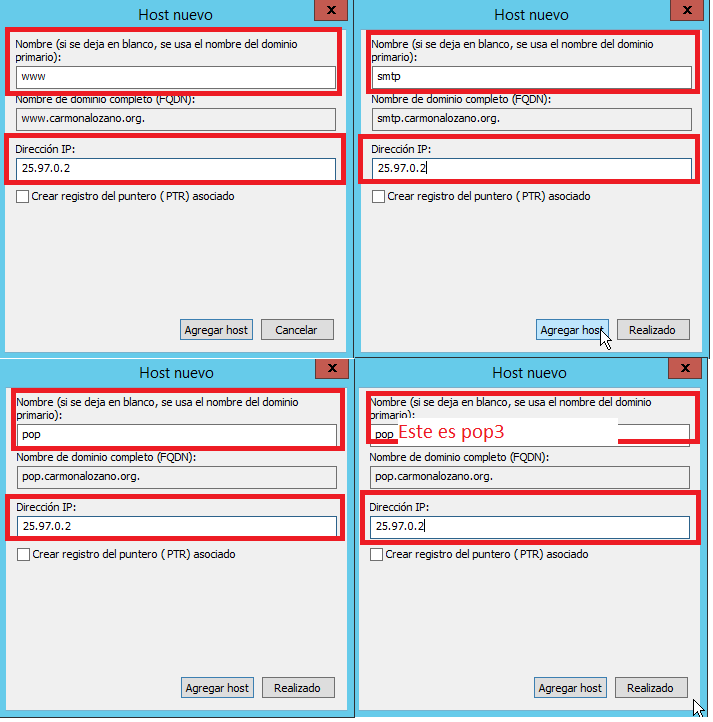 Host nuevo
x
Nombre (si se deja en blanco, se usa el nombre del dominio
primario):
www
Nombre de dominio completo (FQDN):
www.carmonalozano.org.
Dirección IP:
25.97.0.2
Crear registro del puntero (PTR) asociado
Agregar host
Cancelar
Host nuevo
x
Nombre (si se deja en blanco, se usa el nombre del dominio
primario):
smtp
Nombre de dominio completo (FQDN):
smtp.carmonalozano.org.
Dirección IP:
25.97.0.2
Crear registro del puntero (PTR) asociado
Agregar host
Realizado
Host nuevo
x
Nombre (si se deja en blanco, se usa el nombre del dominio
primario):
pop
Nombre de dominio completo (FQDN):
pop.carmonalozano.org.
Dirección IP:
25.97.0.2
Crear registro del puntero (PTR) asociado
Agregar host
Realizado
Host nuevo
x
Nombre (si se deja en blanco, se usa el nombre del dominio
primario):
pop
Este es pop3
Nombre de dominio completo (FQDN):
pop.carmonalozano.org.
Dirección IP:
25.97.0.2
Crear registro del puntero (PTR) asociado
Agregar host
Realizado